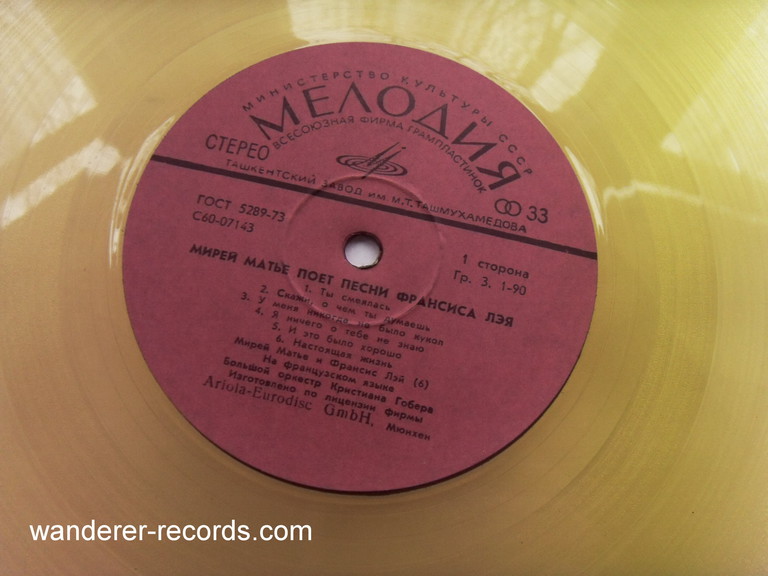 МИНИСТЕРСТВО КУЛЬТУРЫ СССР
МЕЛОДИЯ
ВСЕСОЮЗНАЯ ФИРМА ГРАМПЛАСТИНОК
СТЕРЕО
33
ТАШКЕНТСКИЙ ЗАВОД ИМ. М.Т. ТАШМУХАМЕДОВА
ГОСТ 5289-73
С60-07143
1 сторона
Гр. 3. 1-90
МИРЕЙ МАТЬЕ ПОЕТ ПЕСНИ ФРАНСИСА ЛЭЯ
1. Ты смеялась
2. Скажи, о чем ты думаешь
3. У меня никогда не было кукол
4. Я ничего о тебе не знаю
5. И это было хорошо
6. Настоящая жизнь
Мирей Матье и Франсис Лэй (6)
На французском языке
Большой оркестр Кристиана Гобера
Изготовлено по лицензии фирмы
Ariola-Eurodisc GmbH, Мюнхен
wanderer-records.com